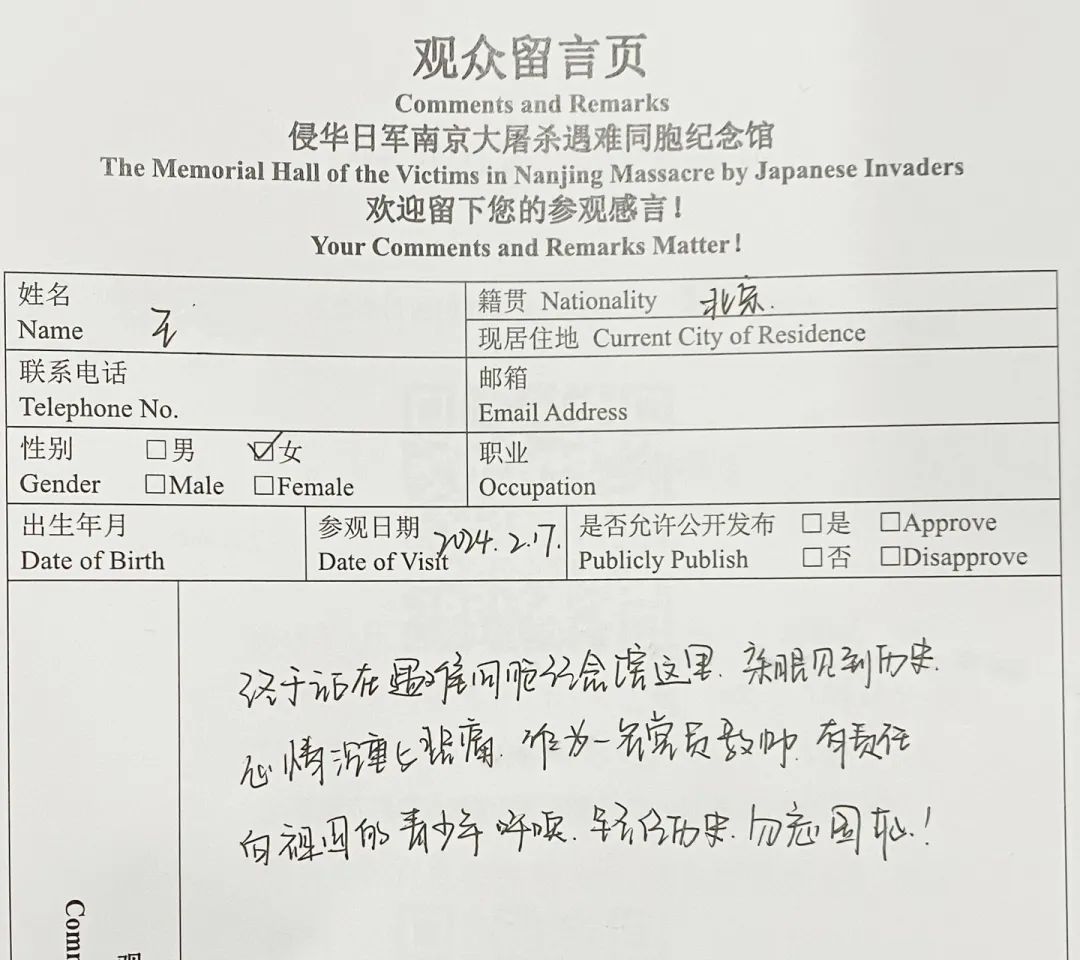 观众留言页
Comments and Remarks
侵华日军南京大屠杀遇难同胞纪念馆
The Memorial Hall of the Victims in Nanjing Massacre by Japanese Invaders
欢迎留下您的参观感言!
Your Comments and Remarks Matter!
姓名
Name 王
籍贯 Nationality 北京.
现居住地 Current City of Residence
联系电话
Telephone No.
邮箱
Email Address
性别 □男 ☑女
Gender □Male □Female
职业
Occupation
出生年月
Date of Birth
参观日期 2024.2.17.
Date of Visit
是否允许公开发布 □是 □Approve
Publicly Publish □否 □Disapprove
终于站在遇难同胞纪念馆这里.亲眼见到历史.
心情沉重与悲痛.作为一名党员教师.有责任
向祖国的青少年呼唤.牢记历史.勿忘国耻!
Comm
观